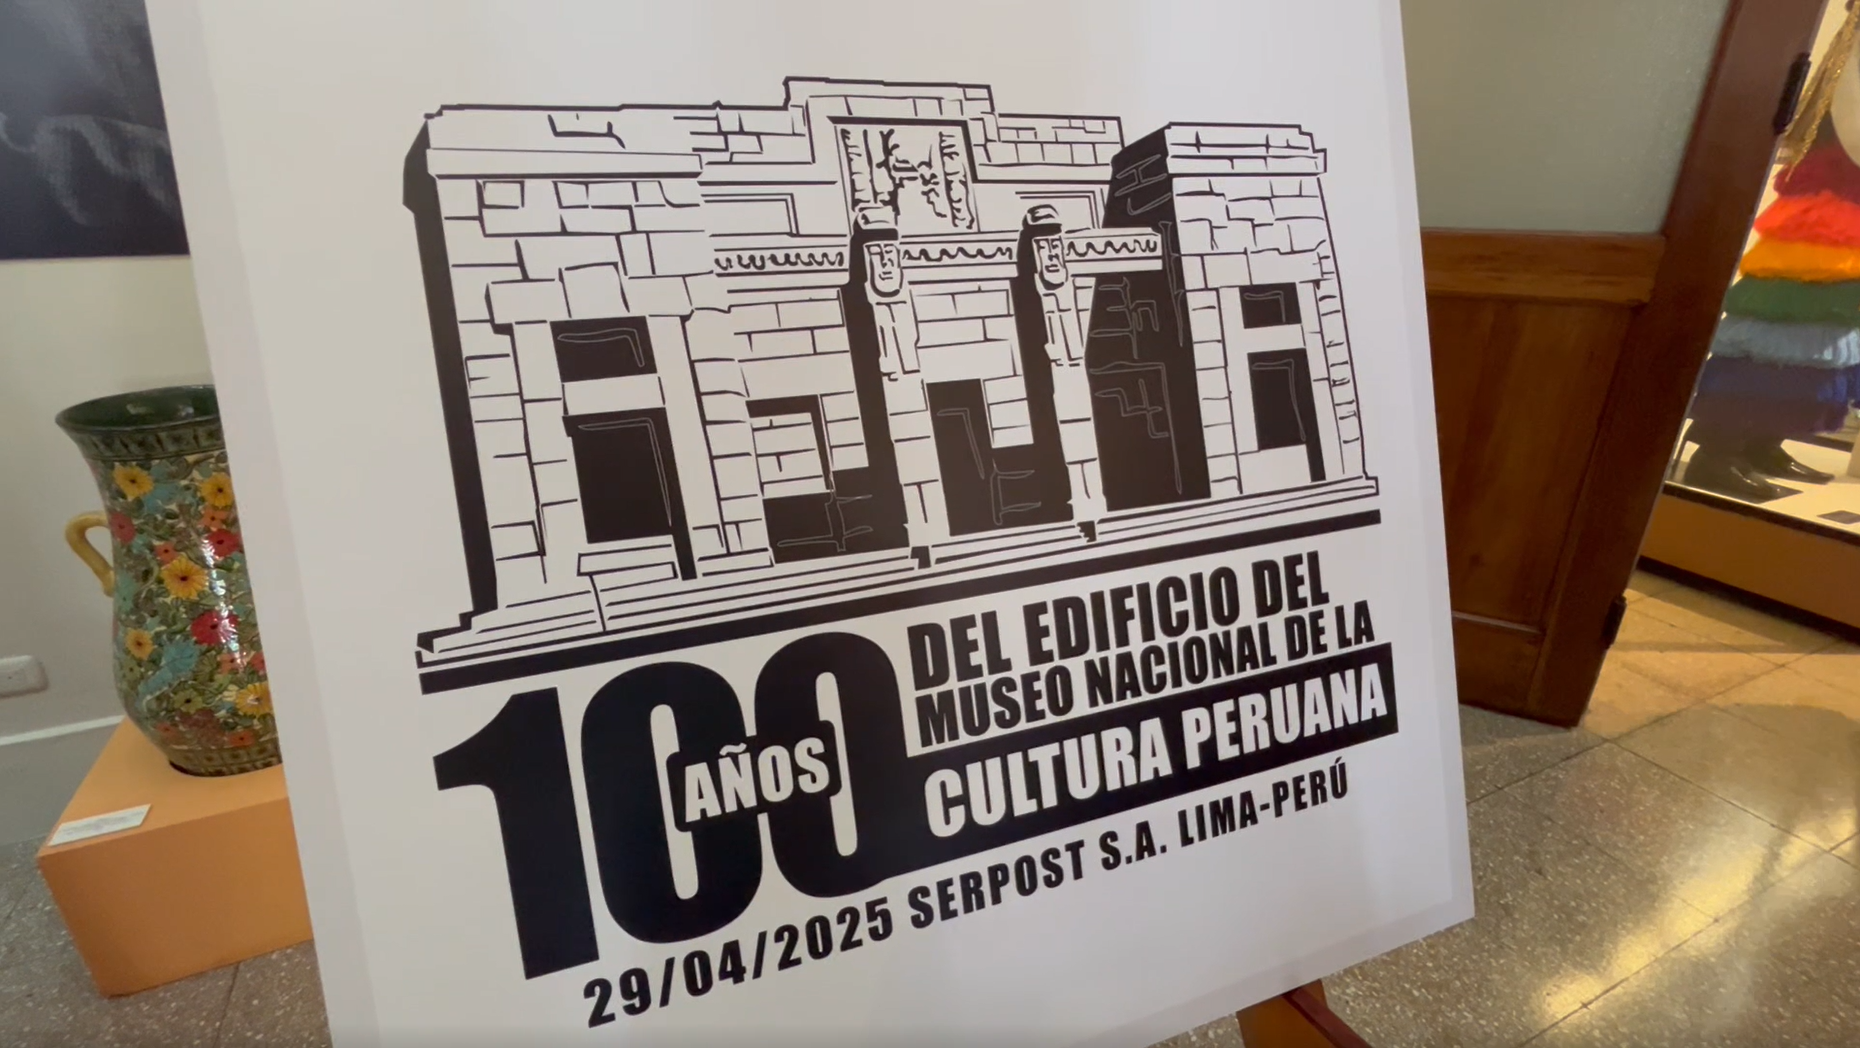 100
AÑOS
DEL EDIFICIO DEL
MUSEO NACIONAL DE LA
CULTURA PERUANA
29/04/2025 SERPOST S.A. LIMA-PERÚ